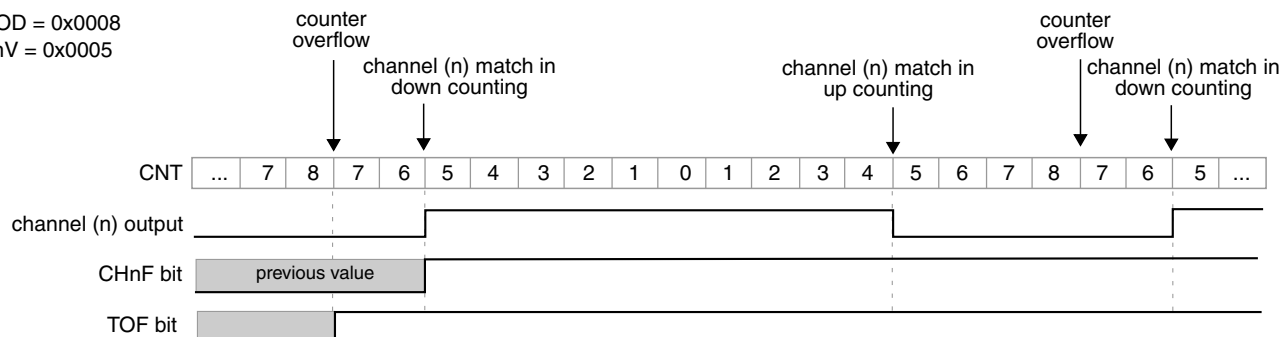 OD = 0x0008
nV = 0x0005
counter
overflow
channel (n) match in
down counting
channel (n) match in
up counting
counter
overflow
channel (n) match in
down counting
CNT ... 7 8 7 6 5 4 3 2 1 0 1 2 3 4 5 6 7 8 7 6 5 ...
channel (n) output
CHnF bit previous value
TOF bit